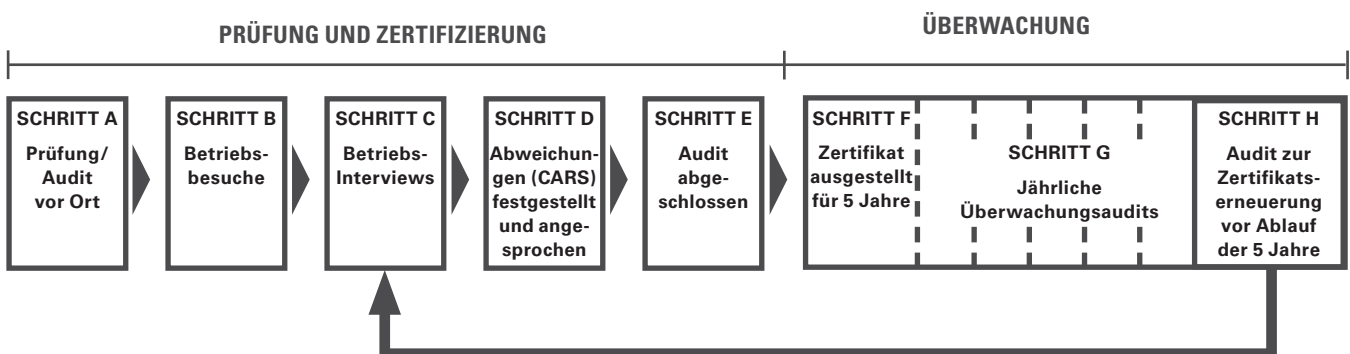 PRÜFUNG UND ZERTIFIZIERUNG
ÜBERWACHUNG
SCHRITT A
Prüfung/
Audit
vor Ort
SCHRITT B
Betriebs-
besuche
SCHRITT C
Betriebs-
Interviews
SCHRITT D
Abweichun-
gen (CARS)
festgestellt
und ange-
sprochen
SCHRITT E
Audit
abge-
schlossen
SCHRITT F
Zertifikat
ausgestellt
für 5 Jahre
SCHRITT G
Jährliche
Überwachungsaudits
SCHRITT H
Audit zur
Zertifikats-
erneuerung
vor Ablauf
der 5 Jahre